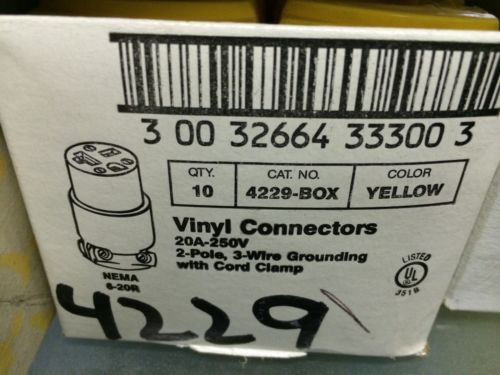 3 00 32664 33300 3
QTY. CAT. NO. COLOR
10 4229-BOX YELLOW
Vinyl Connectors
20A-250V
2-Pole, 3-Wire Grounding
with Cord Clamp
NEMA
6-20R
LISTED
UL
351B
4229